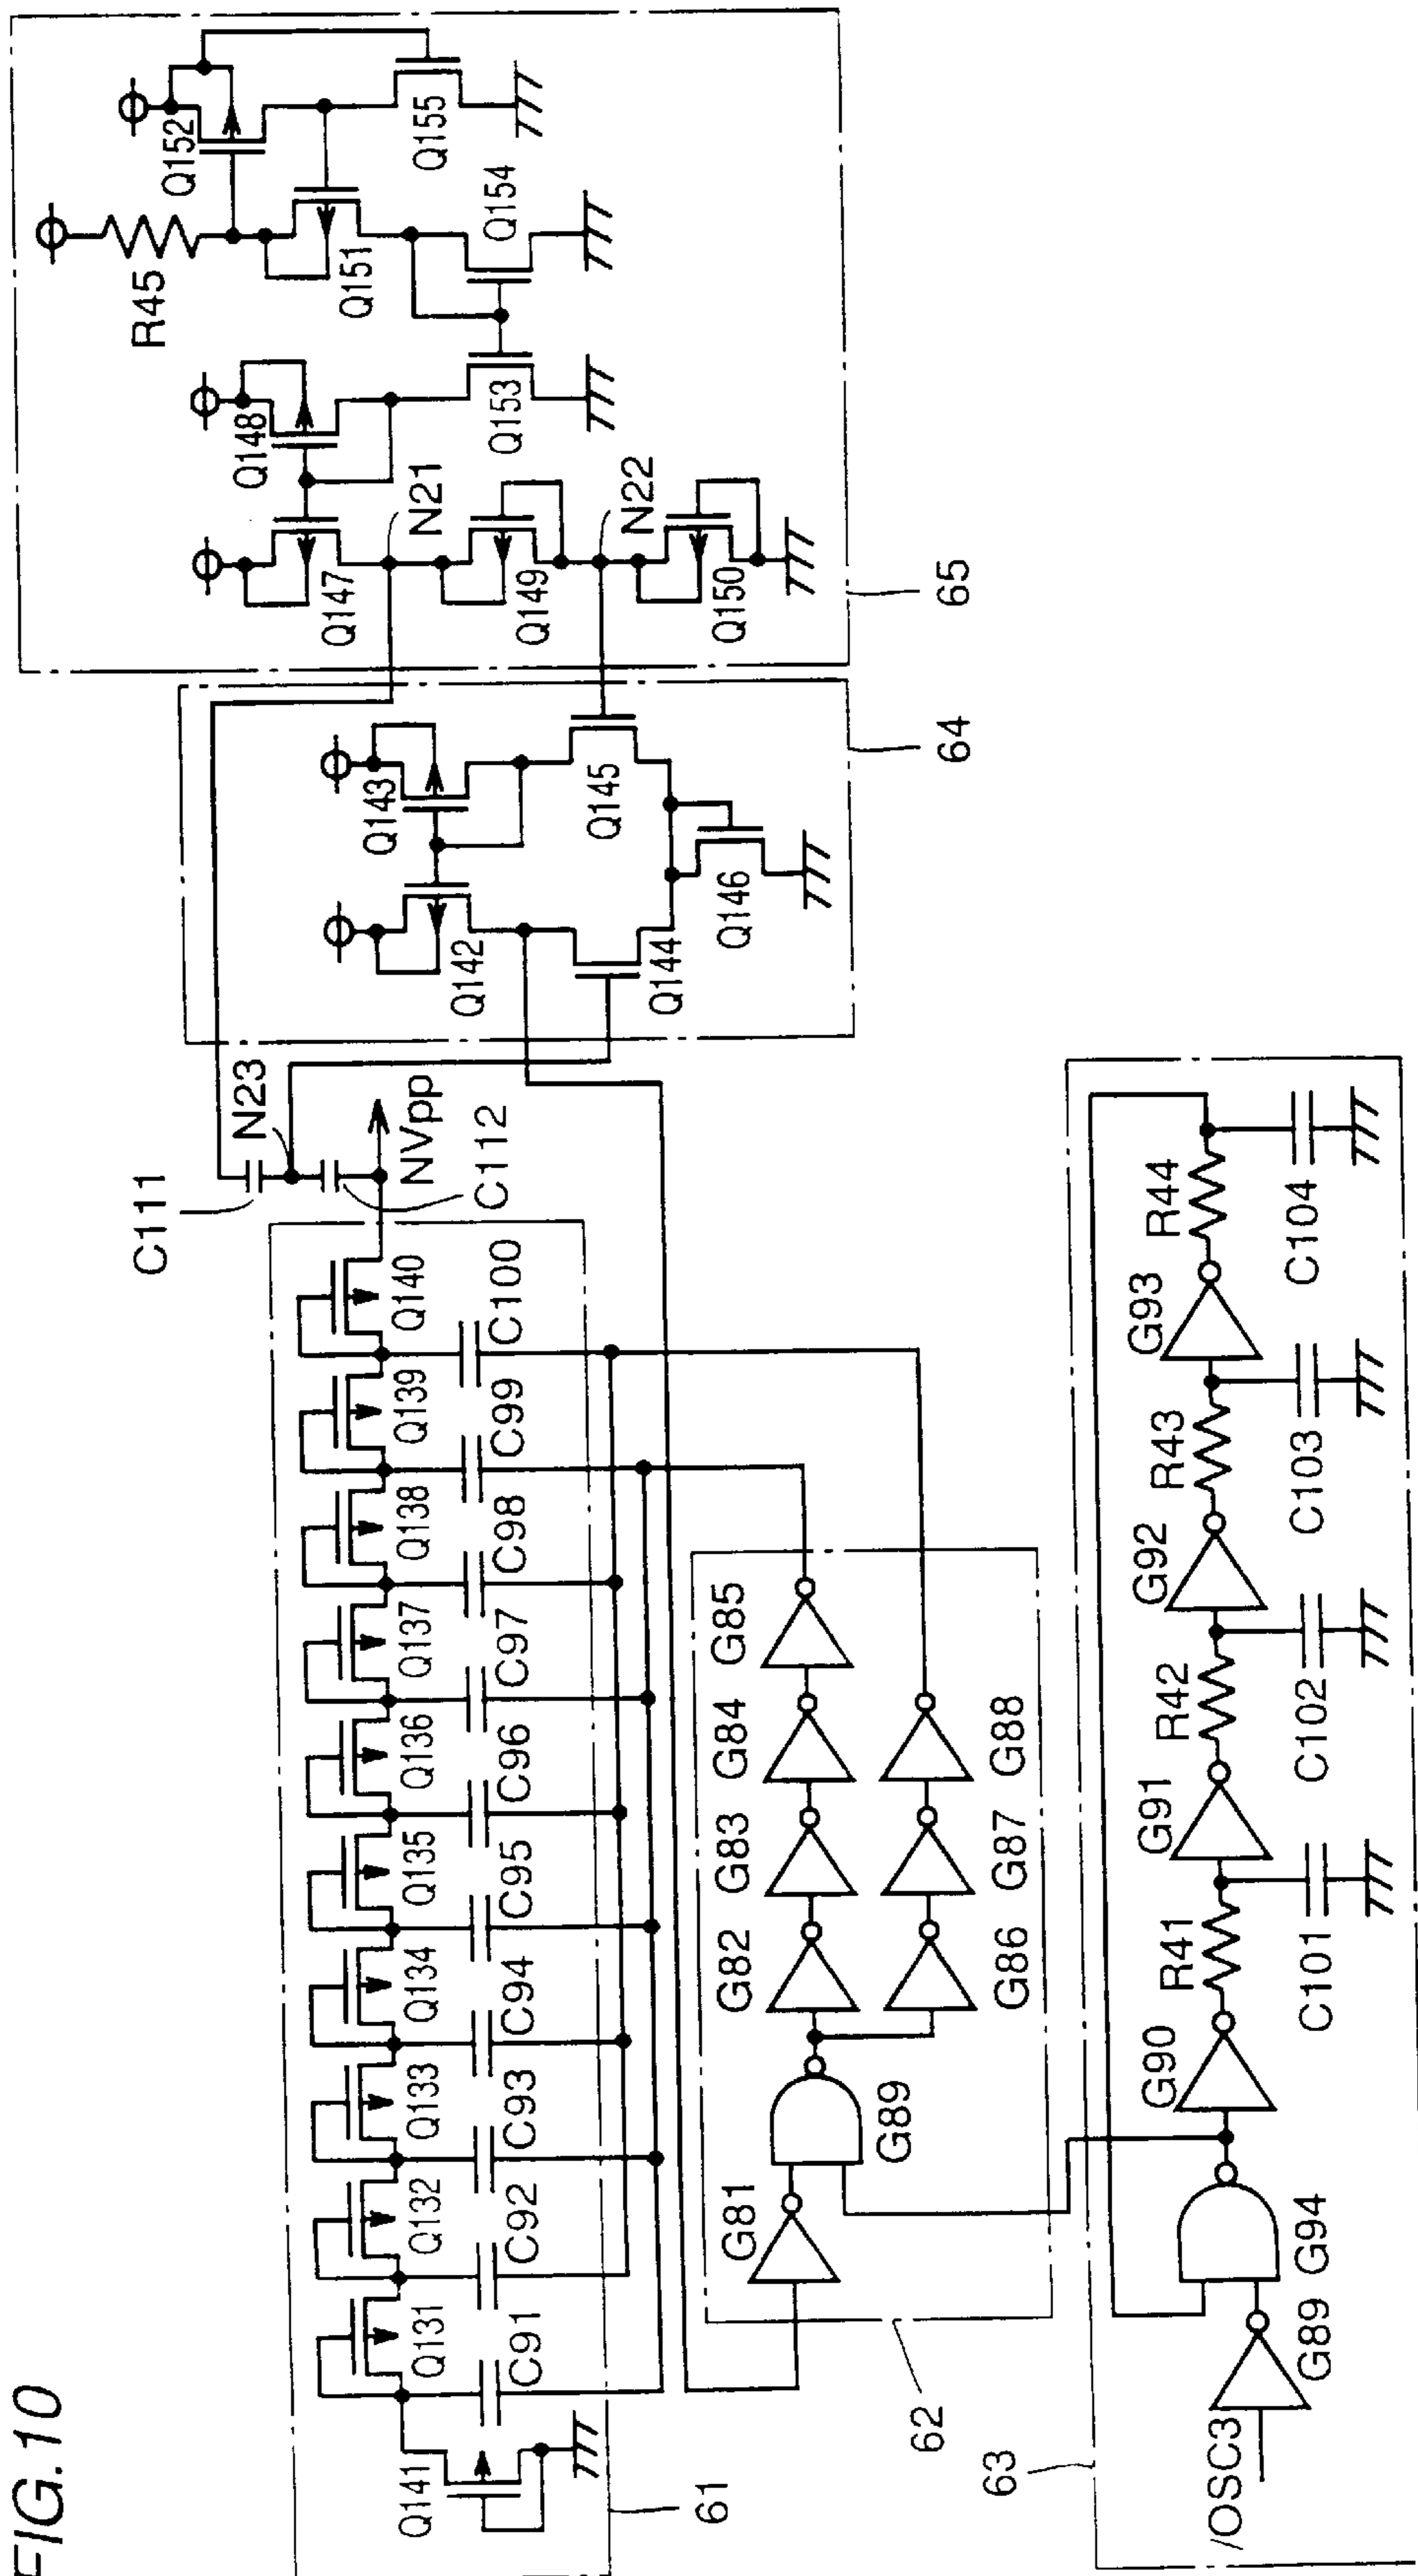 FIG.10
C111
N23
NVpp
C112
Q141
Q131
Q132
Q133
Q134
Q135
Q136
Q137
Q138
Q139
Q140
C91
C92
C93
C94
C95
C96
C97
C98
C99
C100
61
Q142
Q143
Q144
Q145
Q146
64
Q147
Q148
R45
Q152
Q151
Q155
Q154
Q153
N21
Q149
N22
Q150
65
G81
G89
G82
G83
G84
G85
G86
G87
G88
62
63
/OSC3
G89
G94
G90
R41
G91
R42
G92
R43
G93
R44
C101
C102
C103
C104